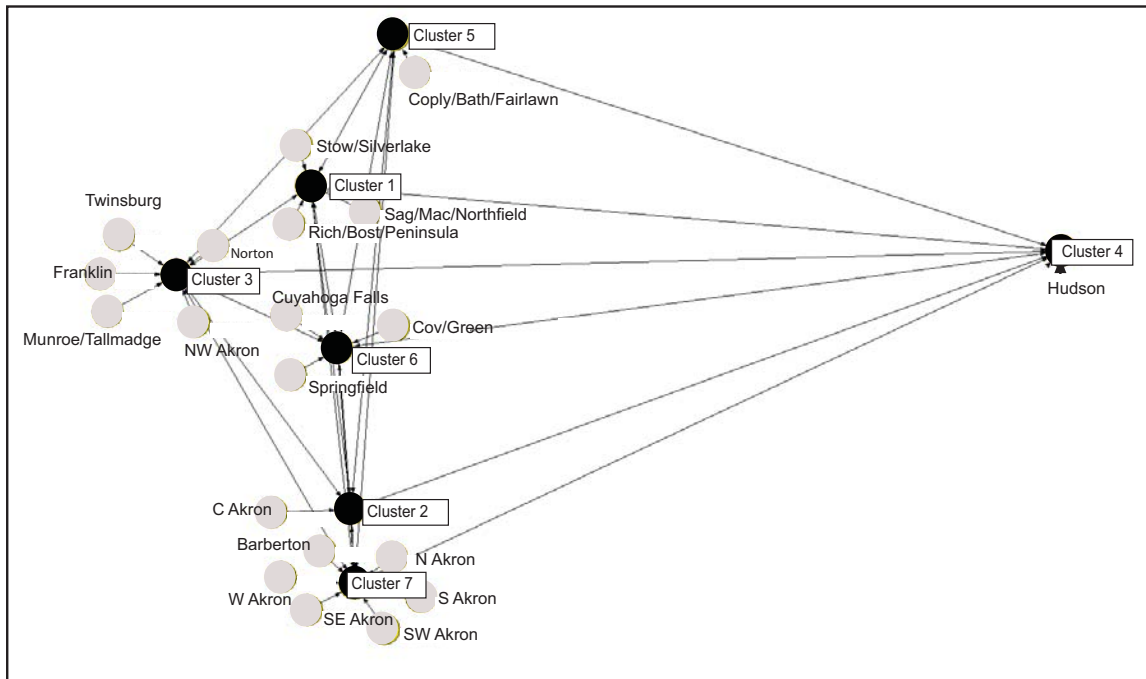 Cluster 5
Coply/Bath/Fairlawn
Stow/Silverlake
Cluster 1
Twinsburg
Sag/Mac/Northfield
Rich/Bost/Peninsula
Norton
Cluster 4
Franklin
Cluster 3
Hudson
Cuyahoga Falls
Munroe/Tallmadge
Cov/Green
NW Akron
Cluster 6
Springfield
C Akron
Cluster 2
Barberton
N Akron
Cluster 7
W Akron
S Akron
SE Akron
SW Akron